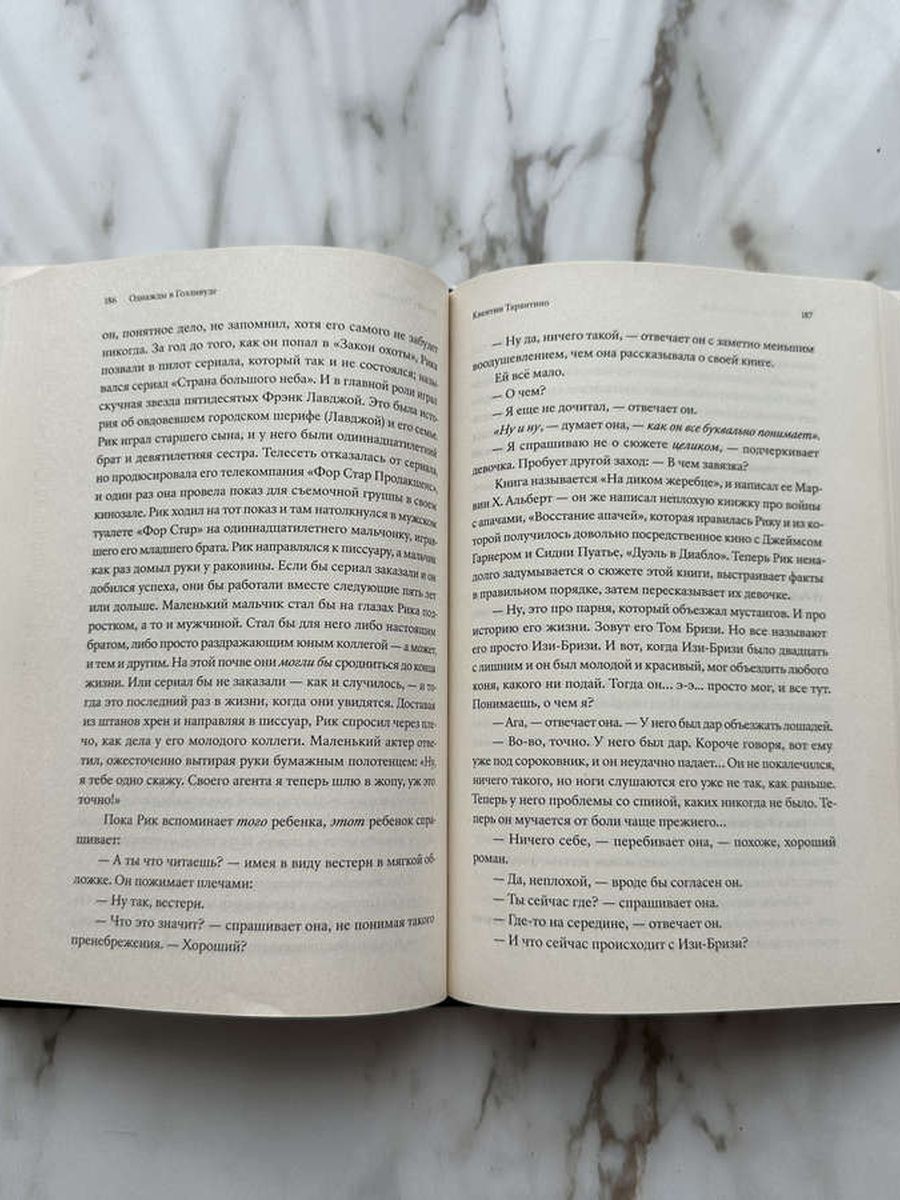 186 Однажды в Голливуде
он, понятное дело, не запомнил, хотя его самого не забудет
никогда. За год до того, как он попал в «Закон охоты», Рика
позвали в пилот сериала, который так и не состоялся; назы-
вался сериал «Страна большого неба». И в главной роли играл
скучная звезда пятидесятых Фрэнк Лавджой. Это была исто-
рия об овдовевшем городском шерифе (Лавджой) и его семье.
Рик играл старшего сына, и у него были одиннадцатилетний
брат и девятилетняя сестра. Телесеть отказалась от сериала,
но продюсировала его телекомпания «Фор Стар Продакшенс»,
и один раз она провела показ для съемочной группы в своем
кинозале. Рик ходил на тот показ и там натолкнулся в мужском
туалете «Фор Стар» на одиннадцатилетнего мальчонку, играв-
шего его младшего брата. Рик направлялся к писсуару, а мальчик
как раз домыл руки у раковины. Если бы сериал заказали и он
добился успеха, они бы работали вместе следующие пять лет
или дольше. Маленький мальчик стал бы на глазах Рика под-
ростком, а то и мужчиной. Стал бы для него либо настоящим
братом, либо просто раздражающим юным коллегой — а может,
и тем и другим. На этой почве они могли бы сродниться до конца
жизни. Или сериал бы не заказали — как и случилось, — и то-
гда это последний раз в жизни, когда они увидятся. Доставая
из штанов хрен и направляя в писсуар, Рик спросил через пле-
чо, как дела у его молодого коллеги. Маленький актер отве-
тил, ожесточенно вытирая руки бумажным полотенцем: «Ну,
я тебе одно скажу. Своего агента я теперь шлю в жопу, уж это
точно!»
Пока Рик вспоминает того ребенка, этот ребенок спра-
шивает:
— А ты что читаешь? — имея в виду вестерн в мягкой об-
ложке. Он пожимает плечами:
— Ну так, вестерн.
— Что это значит? — спрашивает она, не понимая такого
пренебрежения. — Хороший?
Квентин Тарантино 187
— Ну да, ничего такой, — отвечает он с заметно меньшим
воодушевлением, чем она рассказывала о своей книге.
Ей всё мало.
— О чем?
— Я еще не дочитал, — отвечает он.
«Ну и ну, — думает она, — как он все буквально понимает».
— Я спрашиваю не о сюжете целиком, — подчеркивает
девочка. Пробует другой заход: — В чем завязка?
Книга называется «На диком жеребце», и написал ее Мар-
вин Х. Альберт — он же написал неплохую книжку про войны
с апачами, «Восстание апачей», которая нравилась Рику и из ко-
торой получилось довольно посредственное кино с Джеймсом
Гарнером и Сидни Пуатье, «Дуэль в Диабло». Теперь Рик нена-
долго задумывается о сюжете этой книги, выстраивает факты
в правильном порядке, затем пересказывает их девочке.
— Ну, это про парня, который объезжал мустангов. И про
историю его жизни. Зовут его Том Бризи. Но все называют
его просто Изи-Бризи. И вот, когда Изи-Бризи было двадцать
с лишним и он был молодой и красивый, мог объездить любого
коня, какого ни подай. Тогда он... э-э... просто мог, и все тут.
Понимаешь, о чем я?
— Ага, — отвечает она. — У него был дар объезжать лошадей.
— Во-во, точно. У него был дар. Короче говоря, вот ему
уже под сороковник, и он неудачно падает... Он не покалечился,
ничего такого, но ноги слушаются его уже не так, как раньше.
Теперь у него проблемы со спиной, каких никогда не было. Те-
перь он мучается от боли чаще прежнего...
— Ничего себе, — перебивает она, — похоже, хороший
роман.
— Да, неплохой, — вроде бы согласен он.
— Ты сейчас где? — спрашивает она.
— Где-то на середине, — отвечает он.
— И что сейчас происходит с Изи-Бризи?